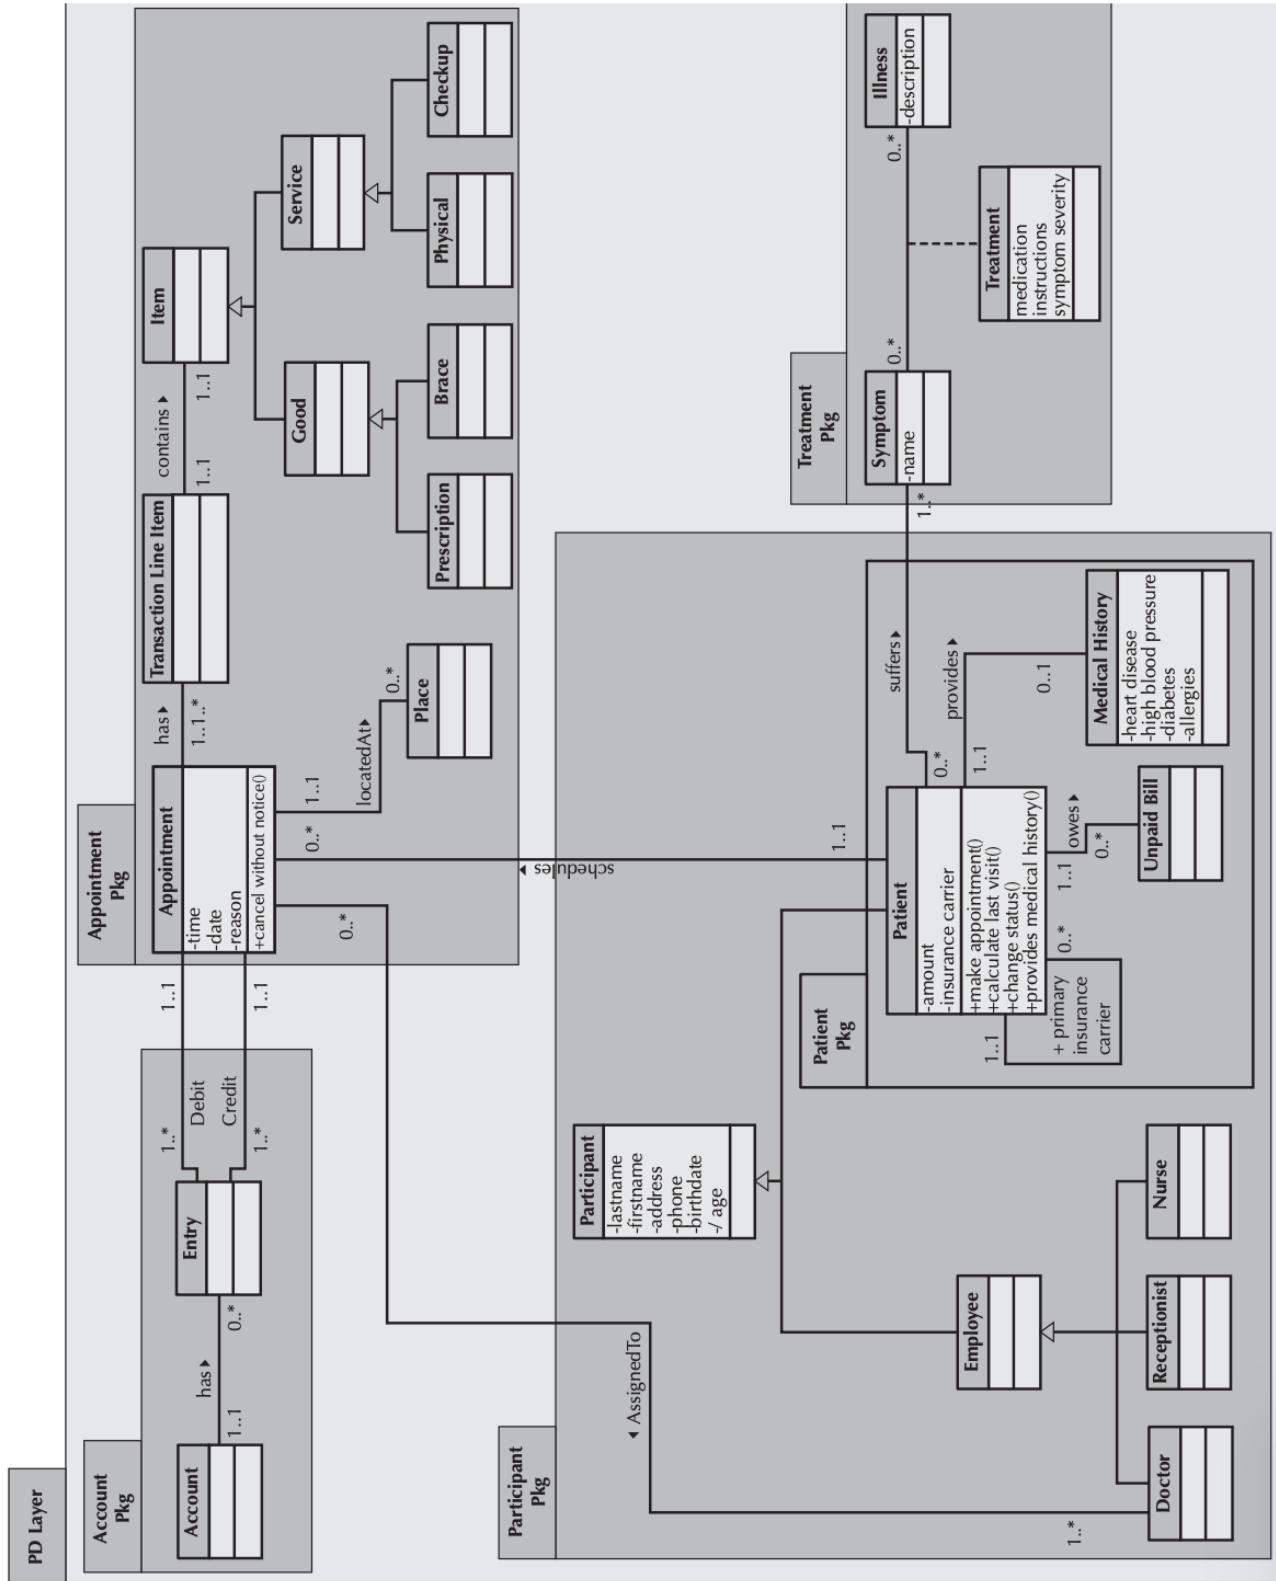 PD Layer
Account
Pkg
Account
1..1
has ▸
0..*
Entry
1..*
Debit
1..1
1..*
Credit
1..1
Appointment
Pkg
Appointment
-time
-date
-reason
+cancel without notice()
has ▸
1..1..*
Transaction Line Item
contains ▸
1..1
1..1
Item
Good
Service
Prescription
Brace
Physical
Checkup
1..1
locatedAt▸
0..*
Place
0..*
0..*
schedules
1..1
Participant
Pkg
◂ AssignedTo
1..*
Participant
-lastname
-firstname
-address
-phone
-birthdate
-/ age
Employee
Doctor
Receptionist
Nurse
Patient
Pkg
Patient
-amount
-insurance carrier
+make appointment()
+calculate last visit()
+change status()
+provides medical history()
1..1
+ primary
insurance
carrier
0..*
1..1
owes ▸
0..*
Unpaid Bill
1..1
provides ▸
0..1
Medical History
-heart disease
-high blood pressure
-diabetes
-allergies
0..*
suffers ▸
1..*
Treatment
Pkg
Symptom
-name
0..*
0..*
Illness
-description
Treatment
medication
instructions
symptom severity